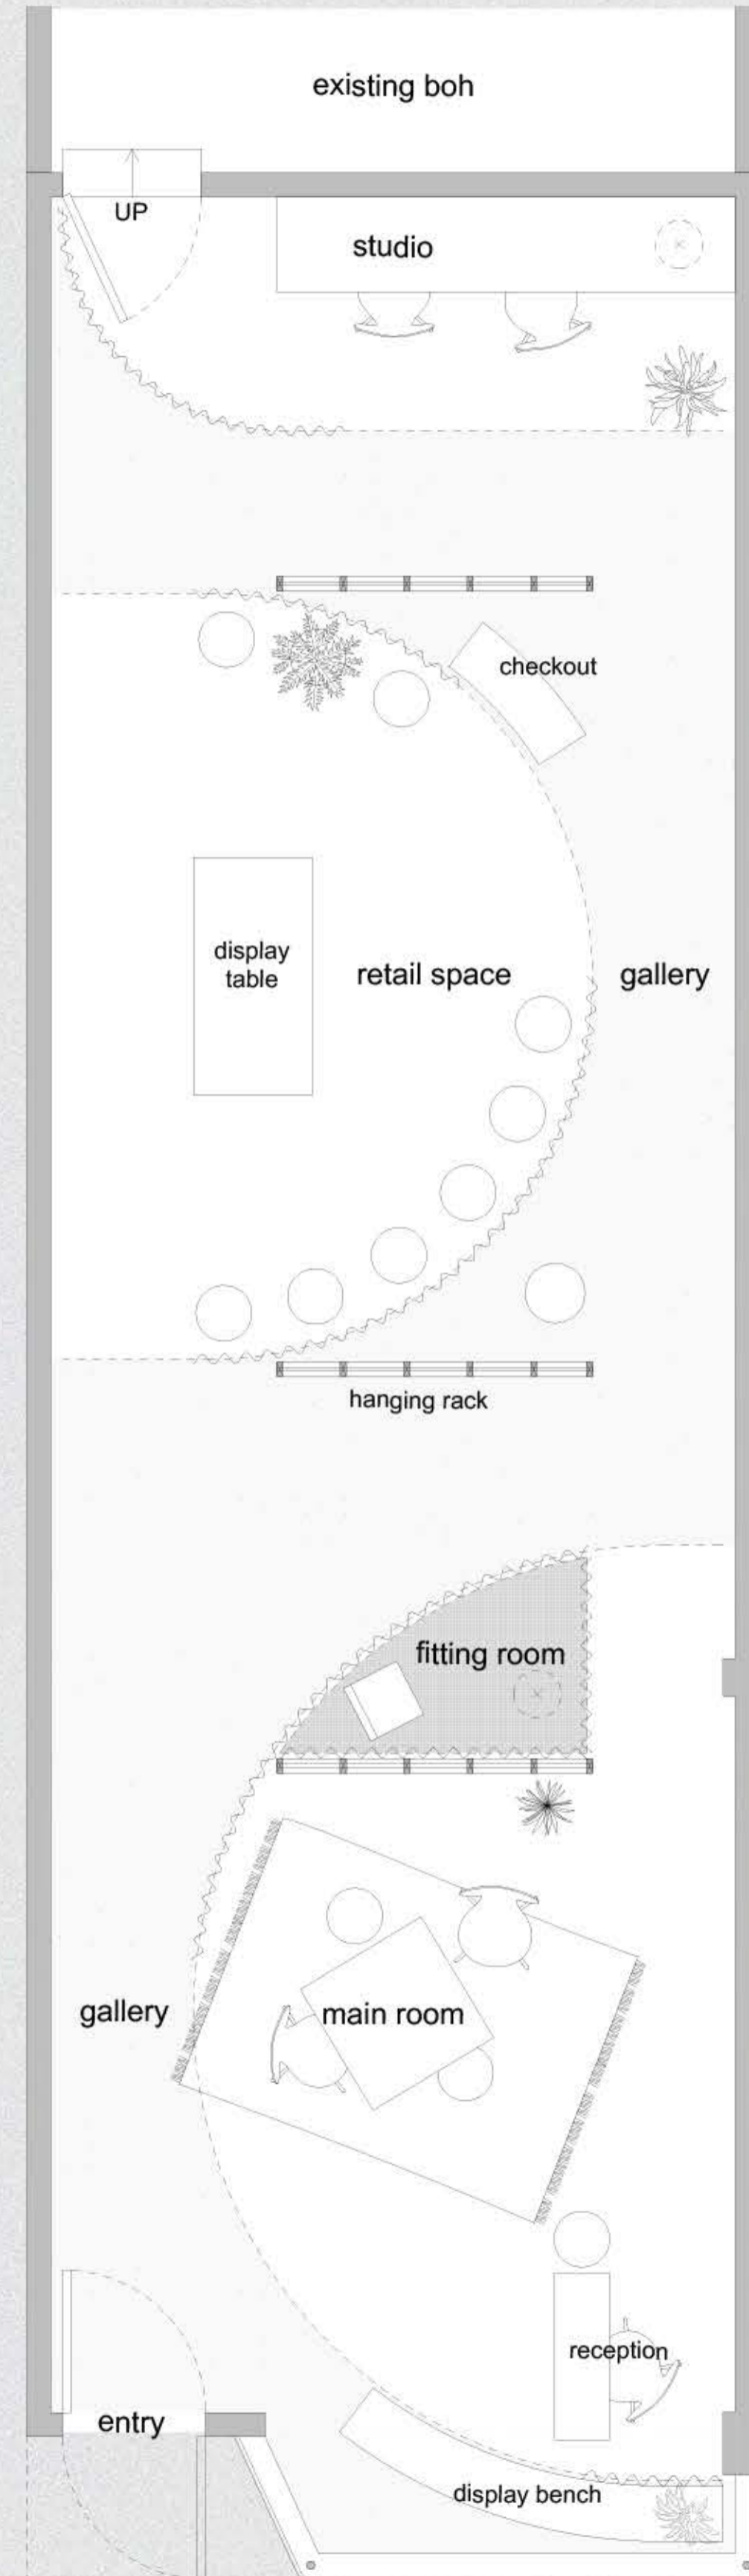 existing boh
UP
studio
checkout
display
table
retail space
gallery
hanging rack
fitting room
gallery
main room
reception
entry
display bench